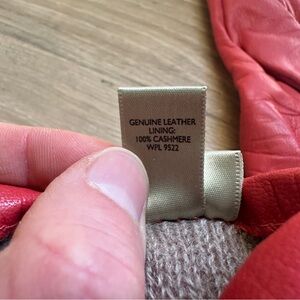 GENUINE LEATHER
LINING:
100% CASHMERE
WPL 9522